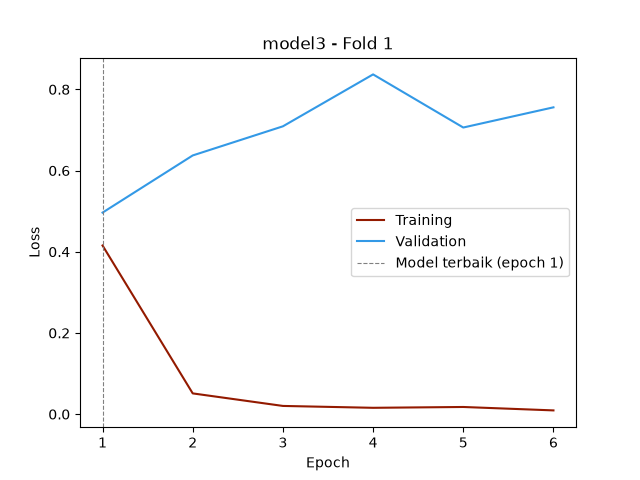 model3 - Fold 1
Loss
0.8
0.6
0.4
0.2
0.0
Training
Validation
Model terbaik (epoch 1)
1 2 3 4 5 6
Epoch